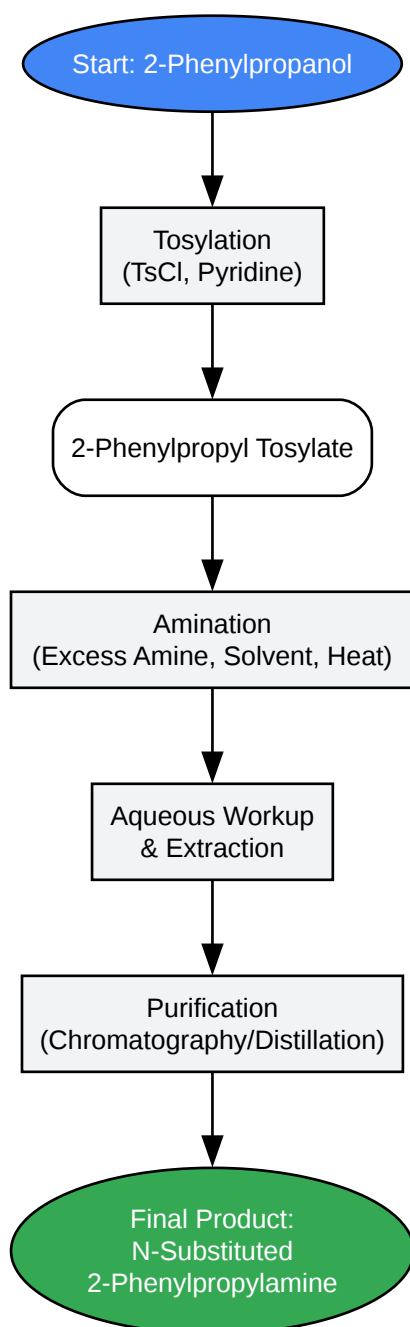 Start: 2-Phenylpropanol
Tosylation
(TsCl, Pyridine)
2-Phenylpropyl Tosylate
Amination
(Excess Amine, Solvent, Heat)
Aqueous Workup
& Extraction
Purification
(Chromatography/Distillation)
Final Product:
N-Substituted
2-Phenylpropylamine